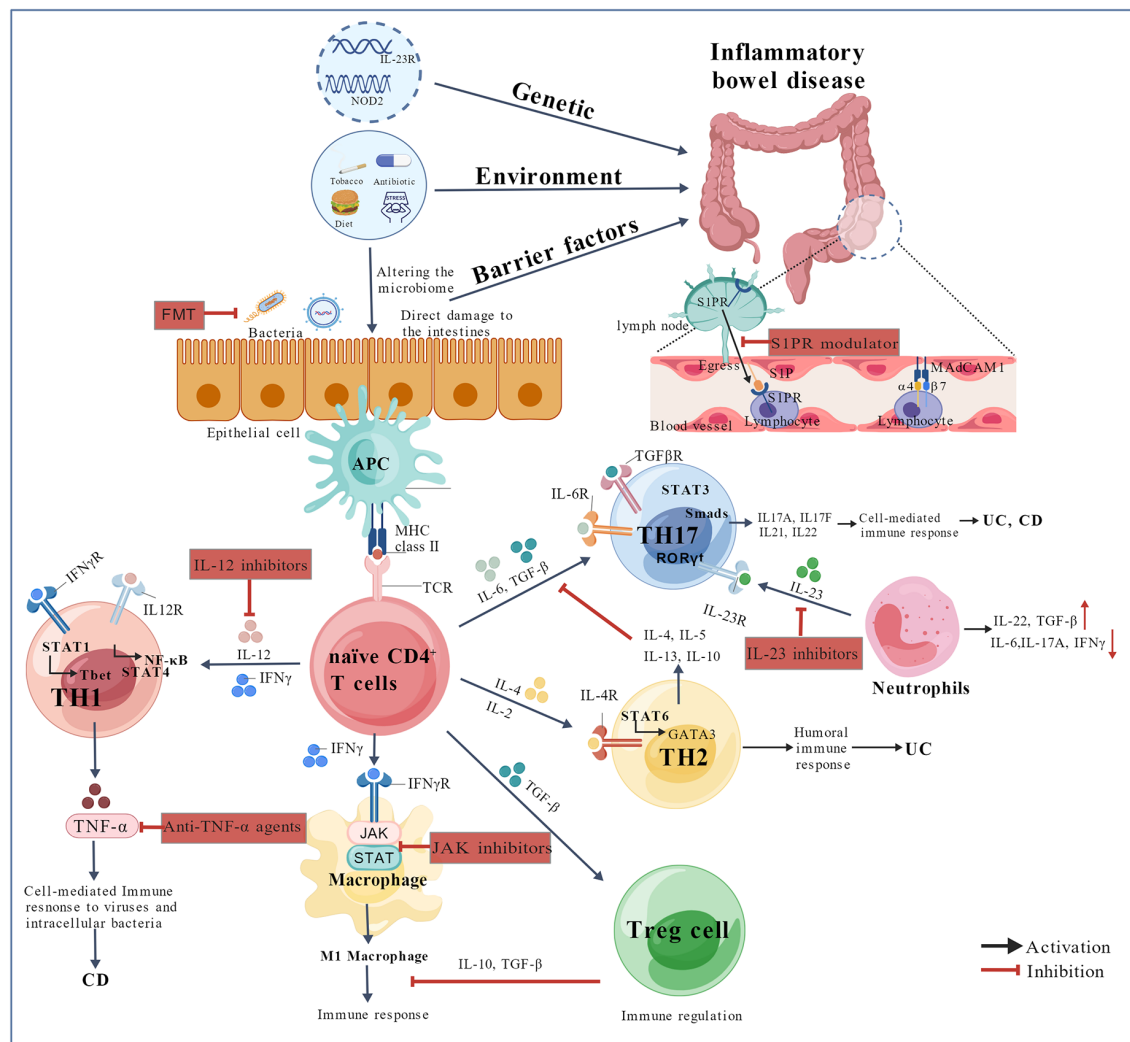 Inflammatory
bowel disease
IL-23R
NOD2
Genetic
Tobacco
Antibiotic
STRESS
Diet
Environment
Barrier factors
Altering the
microbiome
Direct damage to
the intestines
FMT
Bacteria
Epithelial cell
S1PR
lymph node
S1PR modulator
Egress
S1P
S1PR
MAdCAM1
α4
β7
Blood vessel
Lymphocyte
Lymphocyte
APC
MHC
class II
TCR
naïve CD4+
T cells
TGFβR
IL-6R
STAT3
Smads
TH17
RORγt
IL-23R
IL17A, IL17F
IL21, IL22
Cell-mediated
immune response
UC, CD
IL-6, TGF-β
IL-23
IL-23 inhibitors
Neutrophils
IL-22, TGF-β
IL-6,IL-17A, IFNγ
IL-12 inhibitors
IFNγR
IL12R
STAT1
Tbet
NF-κB
STAT4
TH1
IL-12
IFNγ
IL-4, IL-5
IL-13, IL-10
IL-4
IL-2
IL-4R
STAT6
GATA3
TH2
Humoral
immune
response
UC
IFNγ
IFNγR
TGF-β
TNF-α
Anti-TNF-α agents
JAK
STAT
JAK inhibitors
Macrophage
Cell-mediated Immune
resnonse to viruses and
intracellular bacteria
CD
M1 Macrophage
Immune response
IL-10, TGF-β
Treg cell
Immune regulation
Activation
Inhibition